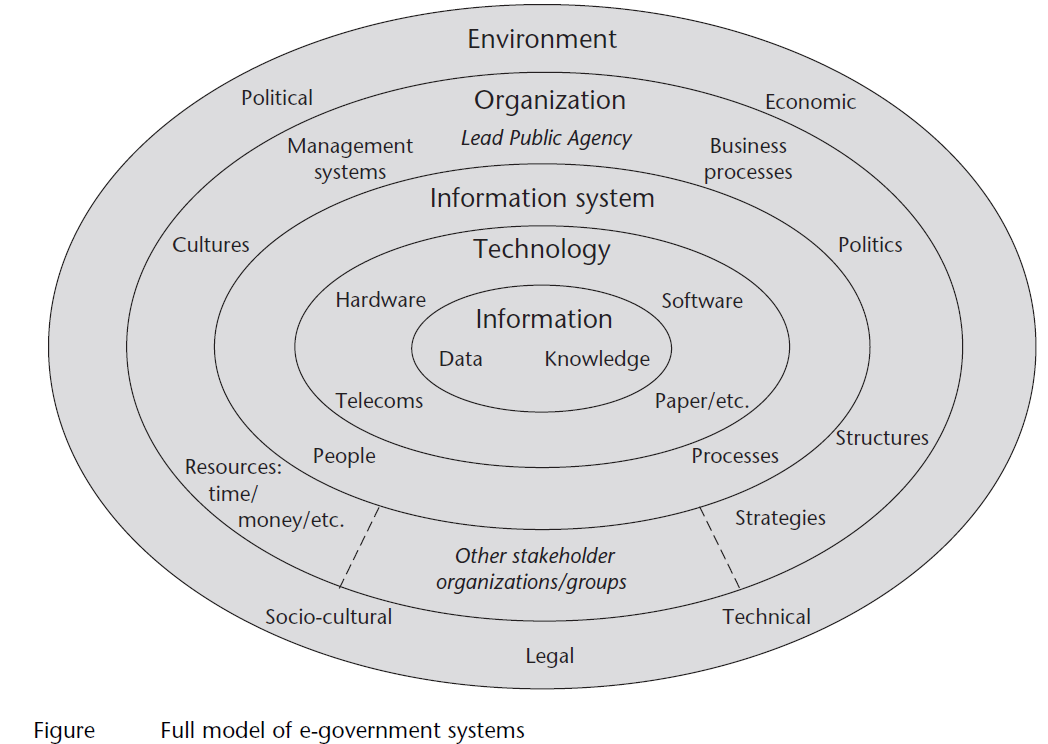 Environment
Political
Economic
Organization
Lead Public Agency
Management
systems
Business
processes
Information system
Cultures
Politics
Technology
Hardware
Software
Information
Data
Knowledge
Telecoms
Paper/etc.
People
Processes
Structures
Resources:
time/
money/etc.
Strategies
Other stakeholder
organizations/groups
Socio-cultural
Technical
Legal
Figure Full model of e-government systems